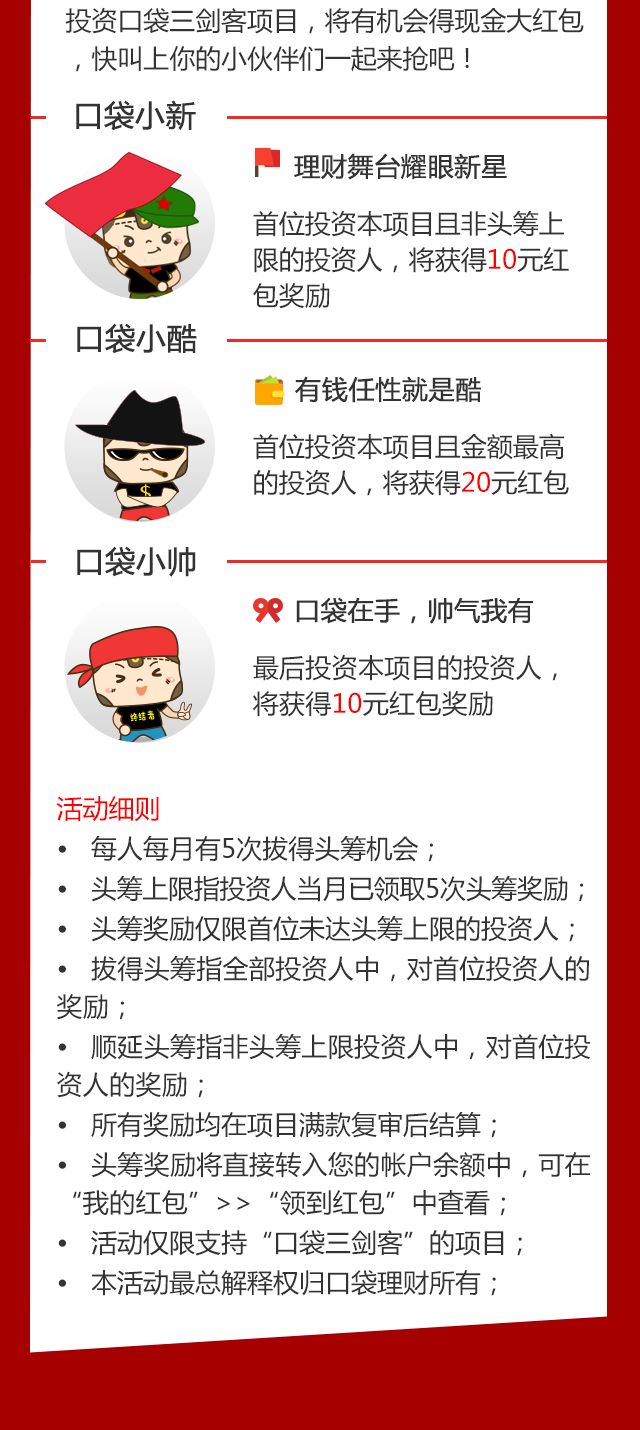 投资口袋三剑客项目，将有机会得现金大红包
，快叫上你的小伙伴们一起来抢吧！
口袋小新
理财舞台耀眼新星
首位投资本项目且非头筹上
限的投资人，将获得10元红
包奖励
口袋小酷
有钱任性就是酷
首位投资本项目且金额最高
的投资人，将获得20元红包
$
口袋小帅
口袋在手，帅气我有
最后投资本项目的投资人，
将获得10元红包奖励
终结者
活动细则
• 每人每月有5次拔得头筹机会；
• 头筹上限指投资人当月已领取5次头筹奖励；
• 头筹奖励仅限首位未达头筹上限的投资人；
• 拔得头筹指全部投资人中，对首位投资人的
奖励；
• 顺延头筹指非头筹上限投资人中，对首位投
资人的奖励；
• 所有奖励均在项目满款复审后结算；
• 头筹奖励将直接转入您的帐户余额中，可在
“我的红包”>>“领到红包”中查看；
• 活动仅限支持“口袋三剑客”的项目；
• 本活动最总解释权归口袋理财所有；